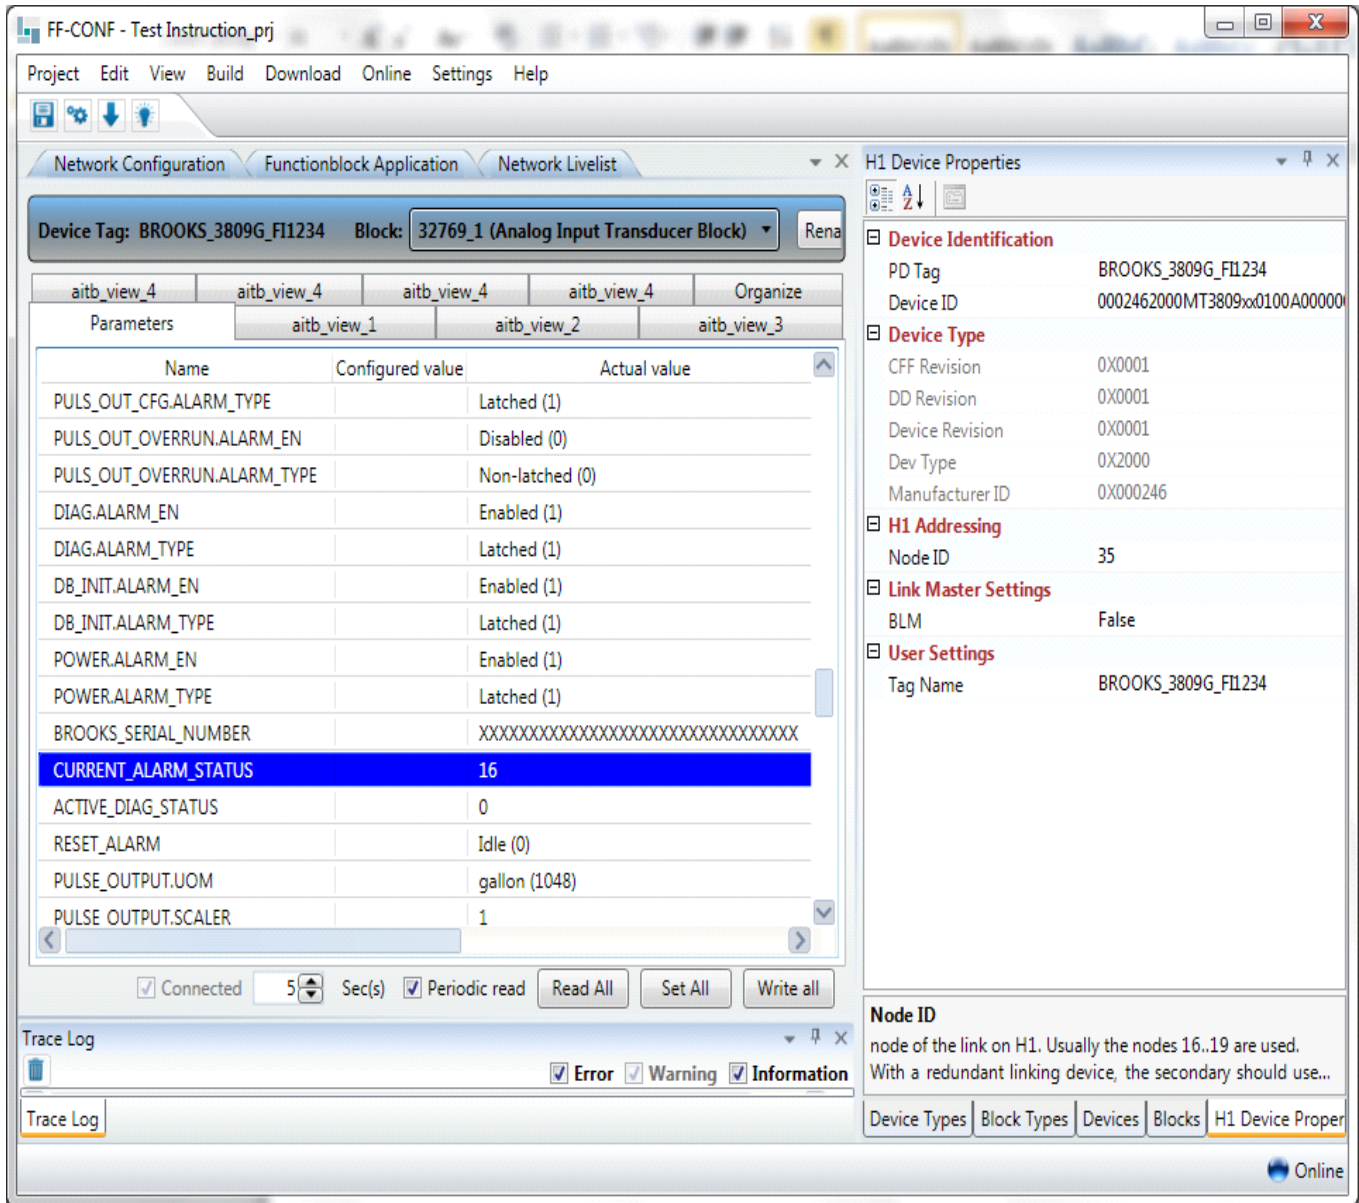 FF-CONF - Test Instruction_prj
Project Edit View Build Download Online Settings Help
Network Configuration Functionblock Application Network Livelist
Device Tag: BROOKS_3809G_FI1234 Block: 32769_1 (Analog Input Transducer Block) Rena
aitb_view_4 aitb_view_4 aitb_view_4 aitb_view_4 Organize
Parameters aitb_view_1 aitb_view_2 aitb_view_3
Name Configured value Actual value
PULS_OUT_CFG.ALARM_TYPE Latched (1)
PULS_OUT_OVERRUN.ALARM_EN Disabled (0)
PULS_OUT_OVERRUN.ALARM_TYPE Non-latched (0)
DIAG.ALARM_EN Enabled (1)
DIAG.ALARM_TYPE Latched (1)
DB_INIT.ALARM_EN Enabled (1)
DB_INIT.ALARM_TYPE Latched (1)
POWER.ALARM_EN Enabled (1)
POWER.ALARM_TYPE Latched (1)
BROOKS_SERIAL_NUMBER XXXXXXXXXXXXXXXXXXXXXXXXXXXXXXXX
CURRENT_ALARM_STATUS 16
ACTIVE_DIAG_STATUS 0
RESET_ALARM Idle (0)
PULSE_OUTPUT.UOM gallon (1048)
PULSE_OUTPUT.SCALER 1
Connected 5 Sec(s) Periodic read Read All Set All Write all
Trace Log
Error Warning Information
Trace Log
H1 Device Properties
Device Identification
PD Tag BROOKS_3809G_FI1234
Device ID 0002462000MT3809xx0100A000000
Device Type
CFF Revision 0X0001
DD Revision 0X0001
Device Revision 0X0001
Dev Type 0X2000
Manufacturer ID 0X000246
H1 Addressing
Node ID 35
Link Master Settings
BLM False
User Settings
Tag Name BROOKS_3809G_FI1234
Node ID
node of the link on H1. Usually the nodes 16..19 are used.
With a redundant linking device, the secondary should use...
Device Types Block Types Devices Blocks H1 Device Proper
Online